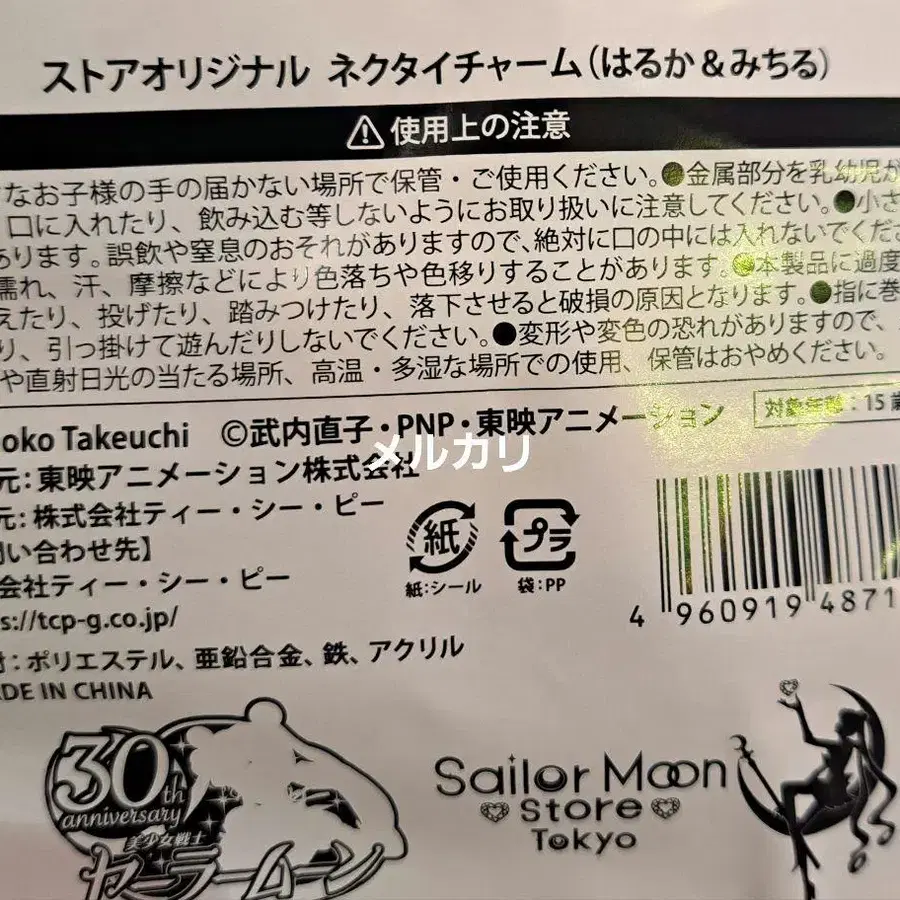 ストアオリジナル ネクタイチャーム(はるか&みちる)
⚠使用上の注意
なお子様の手の届かない場所で保管・ご使用ください。●金属部分を乳幼児が
口に入れたり、飲み込む等しないようにお取り扱いに注意してください。●小さ
あります。誤飲や窒息のおそれがありますので、絶対に口の中には入れないでくだ
濡れ、汗、摩擦などにより色落ちや色移りすることがあります。●本製品に過度
えたり、投げたり、踏みつけたり、落下させると破損の原因となります。●指に巻
り、引っ掛けて遊んだりしないでください。●変形や変色の恐れがありますので、
や直射日光の当たる場所、高温・多湿な場所での使用、保管はおやめください。
oko Takeuchi ©武内直子・PNP・東映アニメーション
対象年齢:15歳
メルカリ
元:東映アニメーション株式会社
元:株式会社ティー・シー・ピー
い合わせ先】
会社ティー・シー・ピー
s://tcp-g.co.jp/
紙
紙:シール
プラ
袋:PP
4 960919 4871
:ポリエステル、亜鉛合金、鉄、アクリル
DE IN CHINA
30th
anniversary
美少女戦士
セーラームーン
Sailor Moon
Store
Tokyo